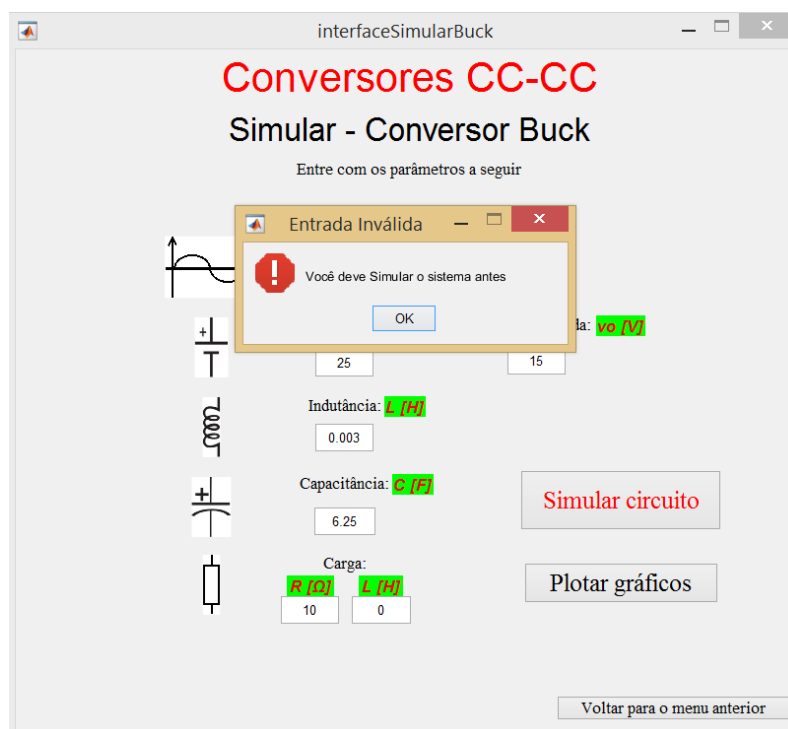 interfaceSimularBuck
Conversores CC-CC
Simular - Conversor Buck
Entre com os parâmetros a seguir
Entrada Inválida
Você deve Simular o sistema antes
OK
da: vo [V]
25
15
Indutância: L [H]
0.003
Capacitância: C [F]
6.25
Simular circuito
Carga:
R [Ω] L [H]
10 0
Plotar gráficos
Voltar para o menu anterior